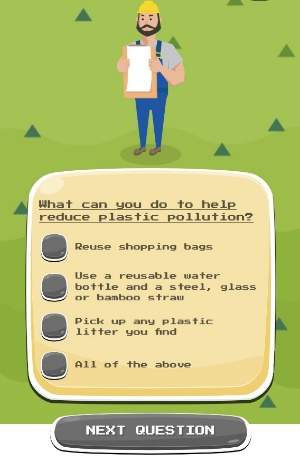 What can you do to help
reduce plastic pollution?
Reuse shopping bags
Use a reusable water
bottle and a steel, glass
or bamboo straw
Pick up any plastic
litter you find
All of the above
NEXT QUESTION